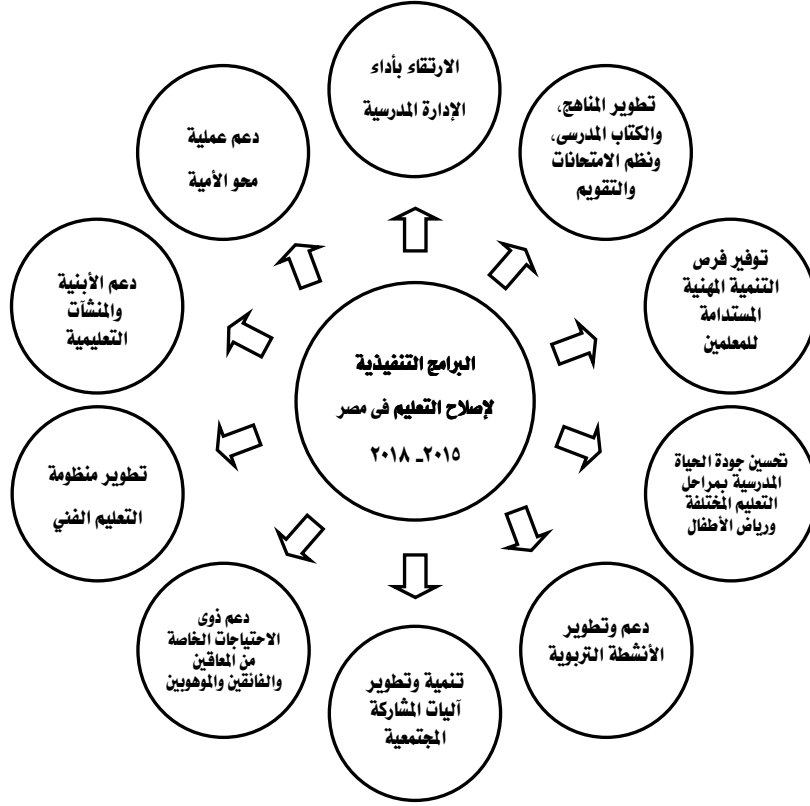 الارتقاء بأداء
الإدارة المدرسية
تطوير المناهج،
والكتاب المدرسى،
ونظم الامتحانات
والتقويم
توفير فرص
التنمية المهنية
المستدامة
للمعلمين
تحسين جودة الحياة
المدرسية بمراحل
التعليم المختلفة
ورياض الأطفال
دعم وتطوير
الأنشطة التربوية
تنمية وتطوير
آليات المشاركة
المجتمعية
دعم ذوى
الاحتياجات الخاصة
من المعاقين
والفائقين والموهوبين
تطوير منظومة
التعليم الفني
دعم الأبنية
والمنشآت
التعليمية
دعم عملية
محو الأمية
البرامج التنفيذية
لإصلاح التعليم فى مصر
٢٠١٥ـ ٢٠١٨